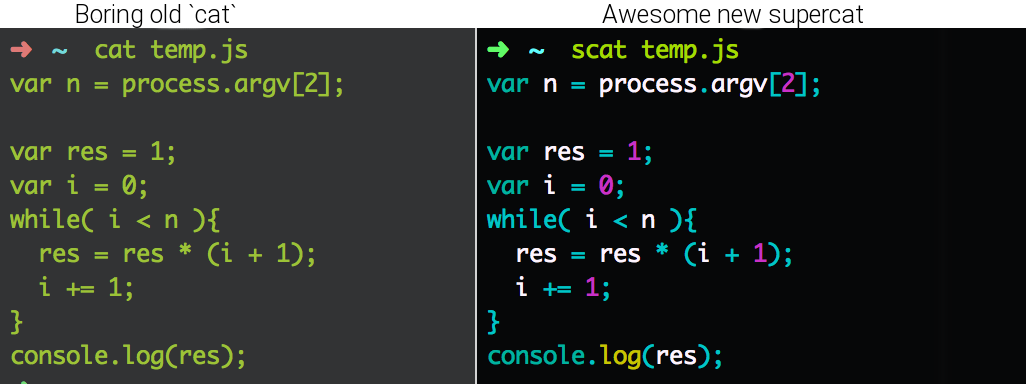 Boring old `cat`
➜ ~ cat temp.js
var n = process.argv[2];

var res = 1;
var i = 0;
while( i < n ){
  res = res * (i + 1);
  i += 1;
}
console.log(res);
Awesome new supercat
➜ ~ scat temp.js
var n = process.argv[2];

var res = 1;
var i = 0;
while( i < n ){
  res = res * (i + 1);
  i += 1;
}
console.log(res);